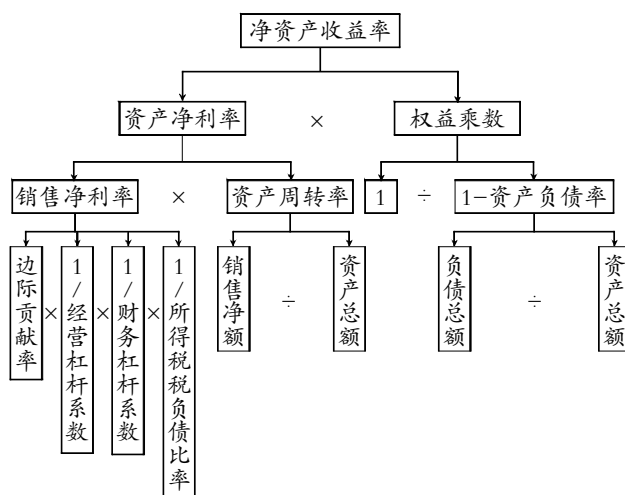 净资产收益率
资产净利率 × 权益乘数
销售净利率 × 资产周转率 1 ÷ 1-资产负债率
边际贡献率 × 1/经营杠杆系数 × 1/财务杠杆系数 × 1/所得税税负债比率 销售净额 ÷ 资产总额 负债总额 ÷ 资产总额